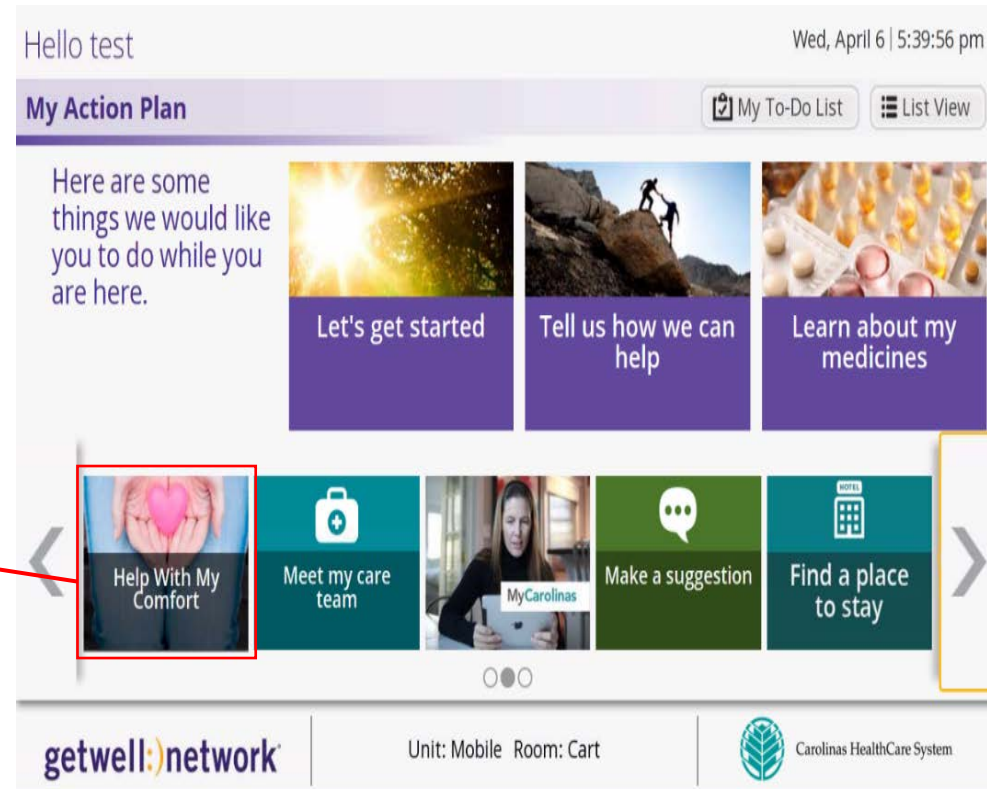 Hello test
Wed, April 6 | 5:39:56 pm
My Action Plan
My To-Do List
List View
Here are some
things we would like
you to do while you
are here.
Let's get started
Tell us how we can
help
Learn about my
medicines
Help With My
Comfort
Meet my care
team
MyCarolinas
Make a suggestion
HOTEL
Find a place
to stay
getwell:)network
Unit: Mobile Room: Cart
Carolinas HealthCare System